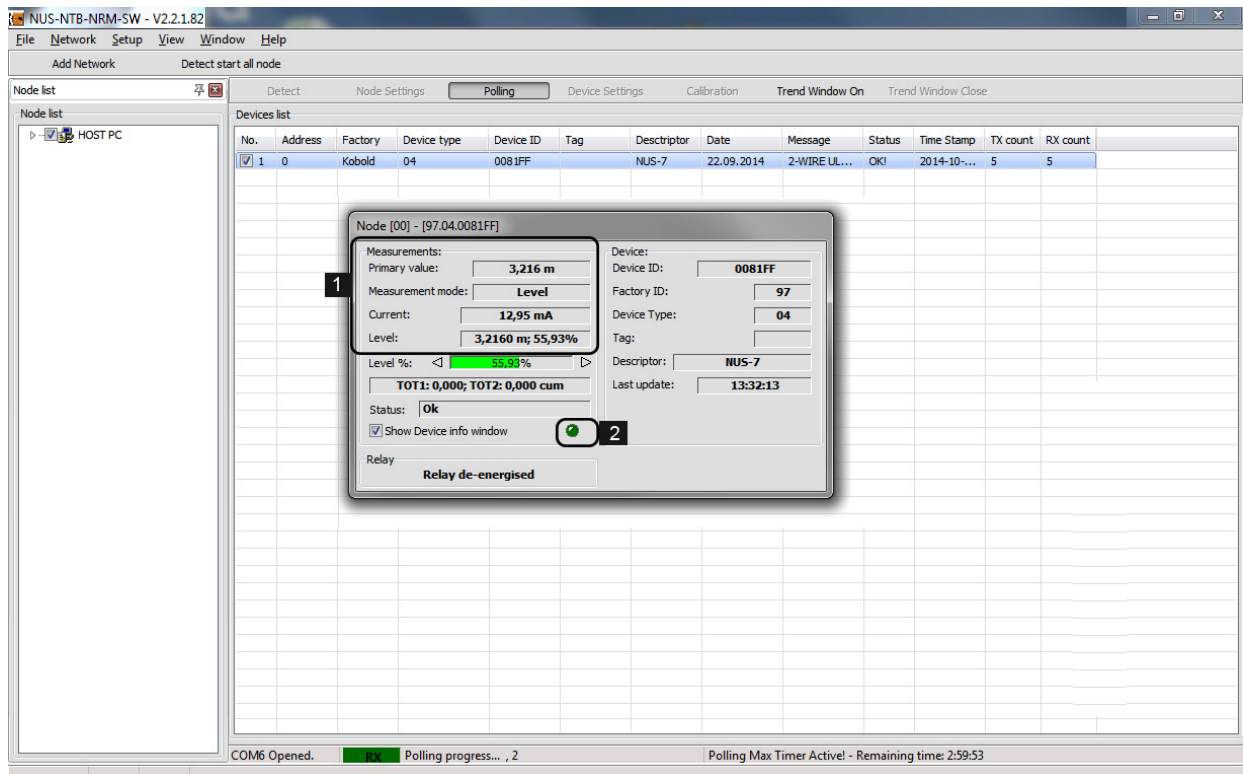 NUS-NTB-NRM-SW - V2.2.1.82
File Network Setup View Window Help
Add Network Detect start all node
Node list
Detect Node Settings Polling Device Settings Calibration Trend Window On Trend Window Close
Node list
HOST PC
Devices list
No. Address Factory Device type Device ID Tag Desctriptor Date Message Status Time Stamp TX count RX count
1 0 Kobold 04 0081FF NUS-7 22.09.2014 2-WIRE UL... OK! 2014-10-... 5 5
Node [00] - [97.04.0081FF]
Measurements:
Primary value: 3,216 m
Measurement mode: Level
Current: 12,95 mA
Level: 3,2160 m; 55,93%
1
Level %: 55,93%
TOT1: 0,000; TOT2: 0,000 cum
Status: Ok
Show Device info window
2
Relay
Relay de-energised
Device:
Device ID: 0081FF
Factory ID: 97
Device Type: 04
Tag:
Descriptor: NUS-7
Last update: 13:32:13
COM6 Opened. RX Polling progress... , 2 Polling Max Timer Active! - Remaining time: 2:59:53